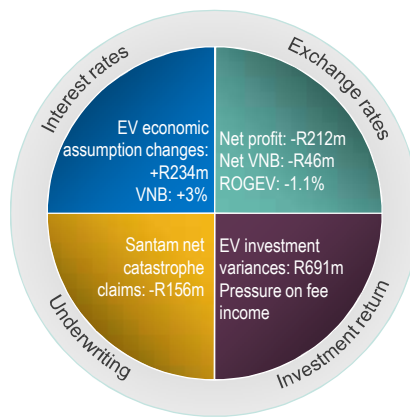 Interest rates
Exchange rates
EV economic
assumption changes:
+R234m
VNB: +3%
Net profit: -R212m
Net VNB: -R46m
ROGEV: -1.1%
Santam net
catastrophe
claims: -R156m
EV investment
variances: R691m
Pressure on fee
income
Underwriting
Investment return